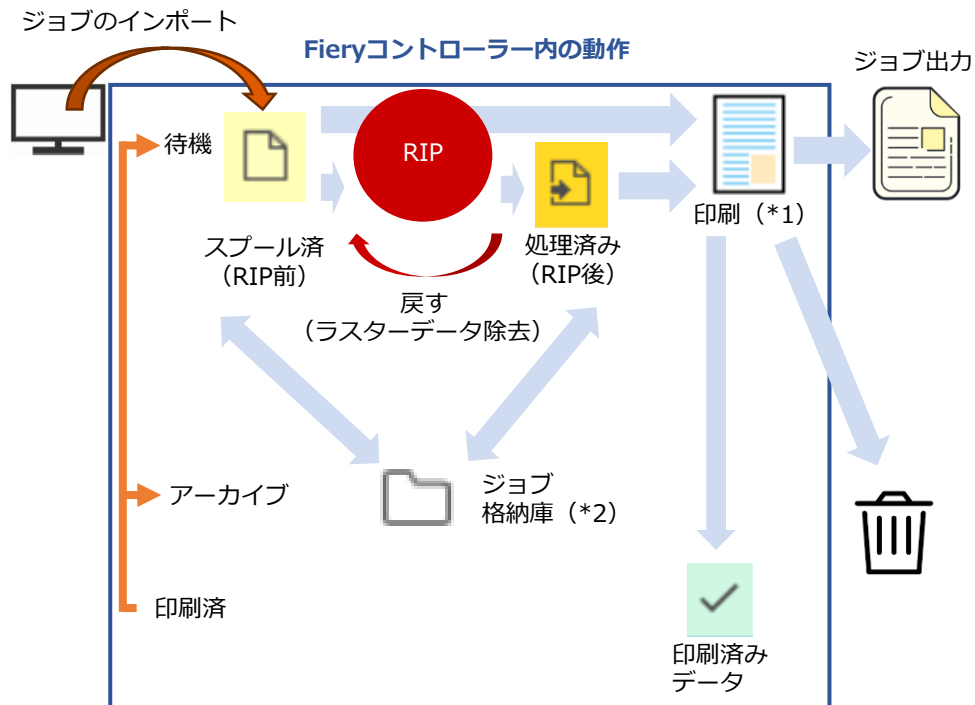 ジョブのインポート
Fieryコントローラー内の動作
ジョブ出力
待機
RIP
印刷（*1）
スプール済
（RIP前）
処理済み
（RIP後）
戻す
（ラスターデータ除去）
アーカイブ
ジョブ
格納庫（*2）
印刷済
印刷済み
データ